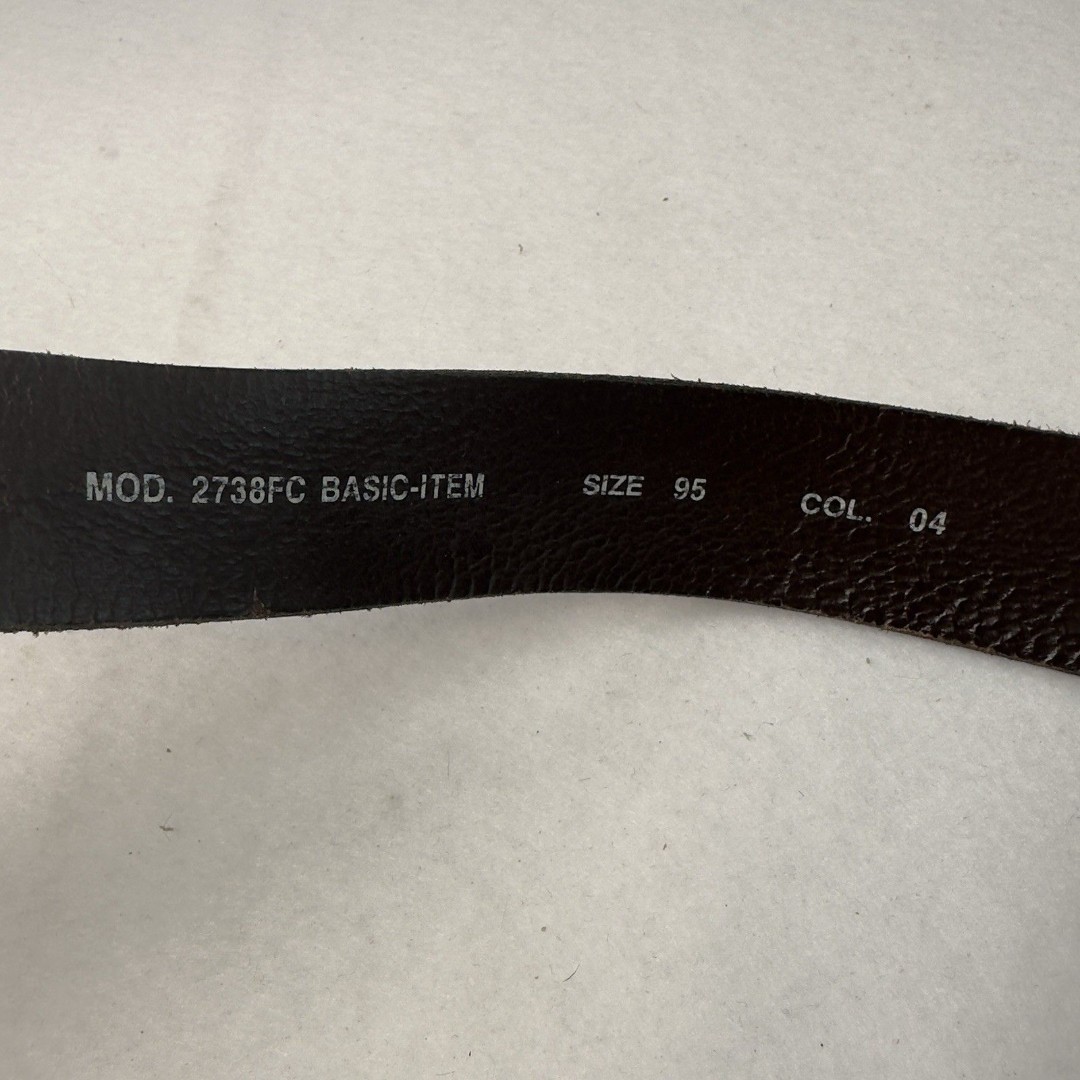 MOD. 2738FC BASIC-ITEM SIZE 95 COL. 04